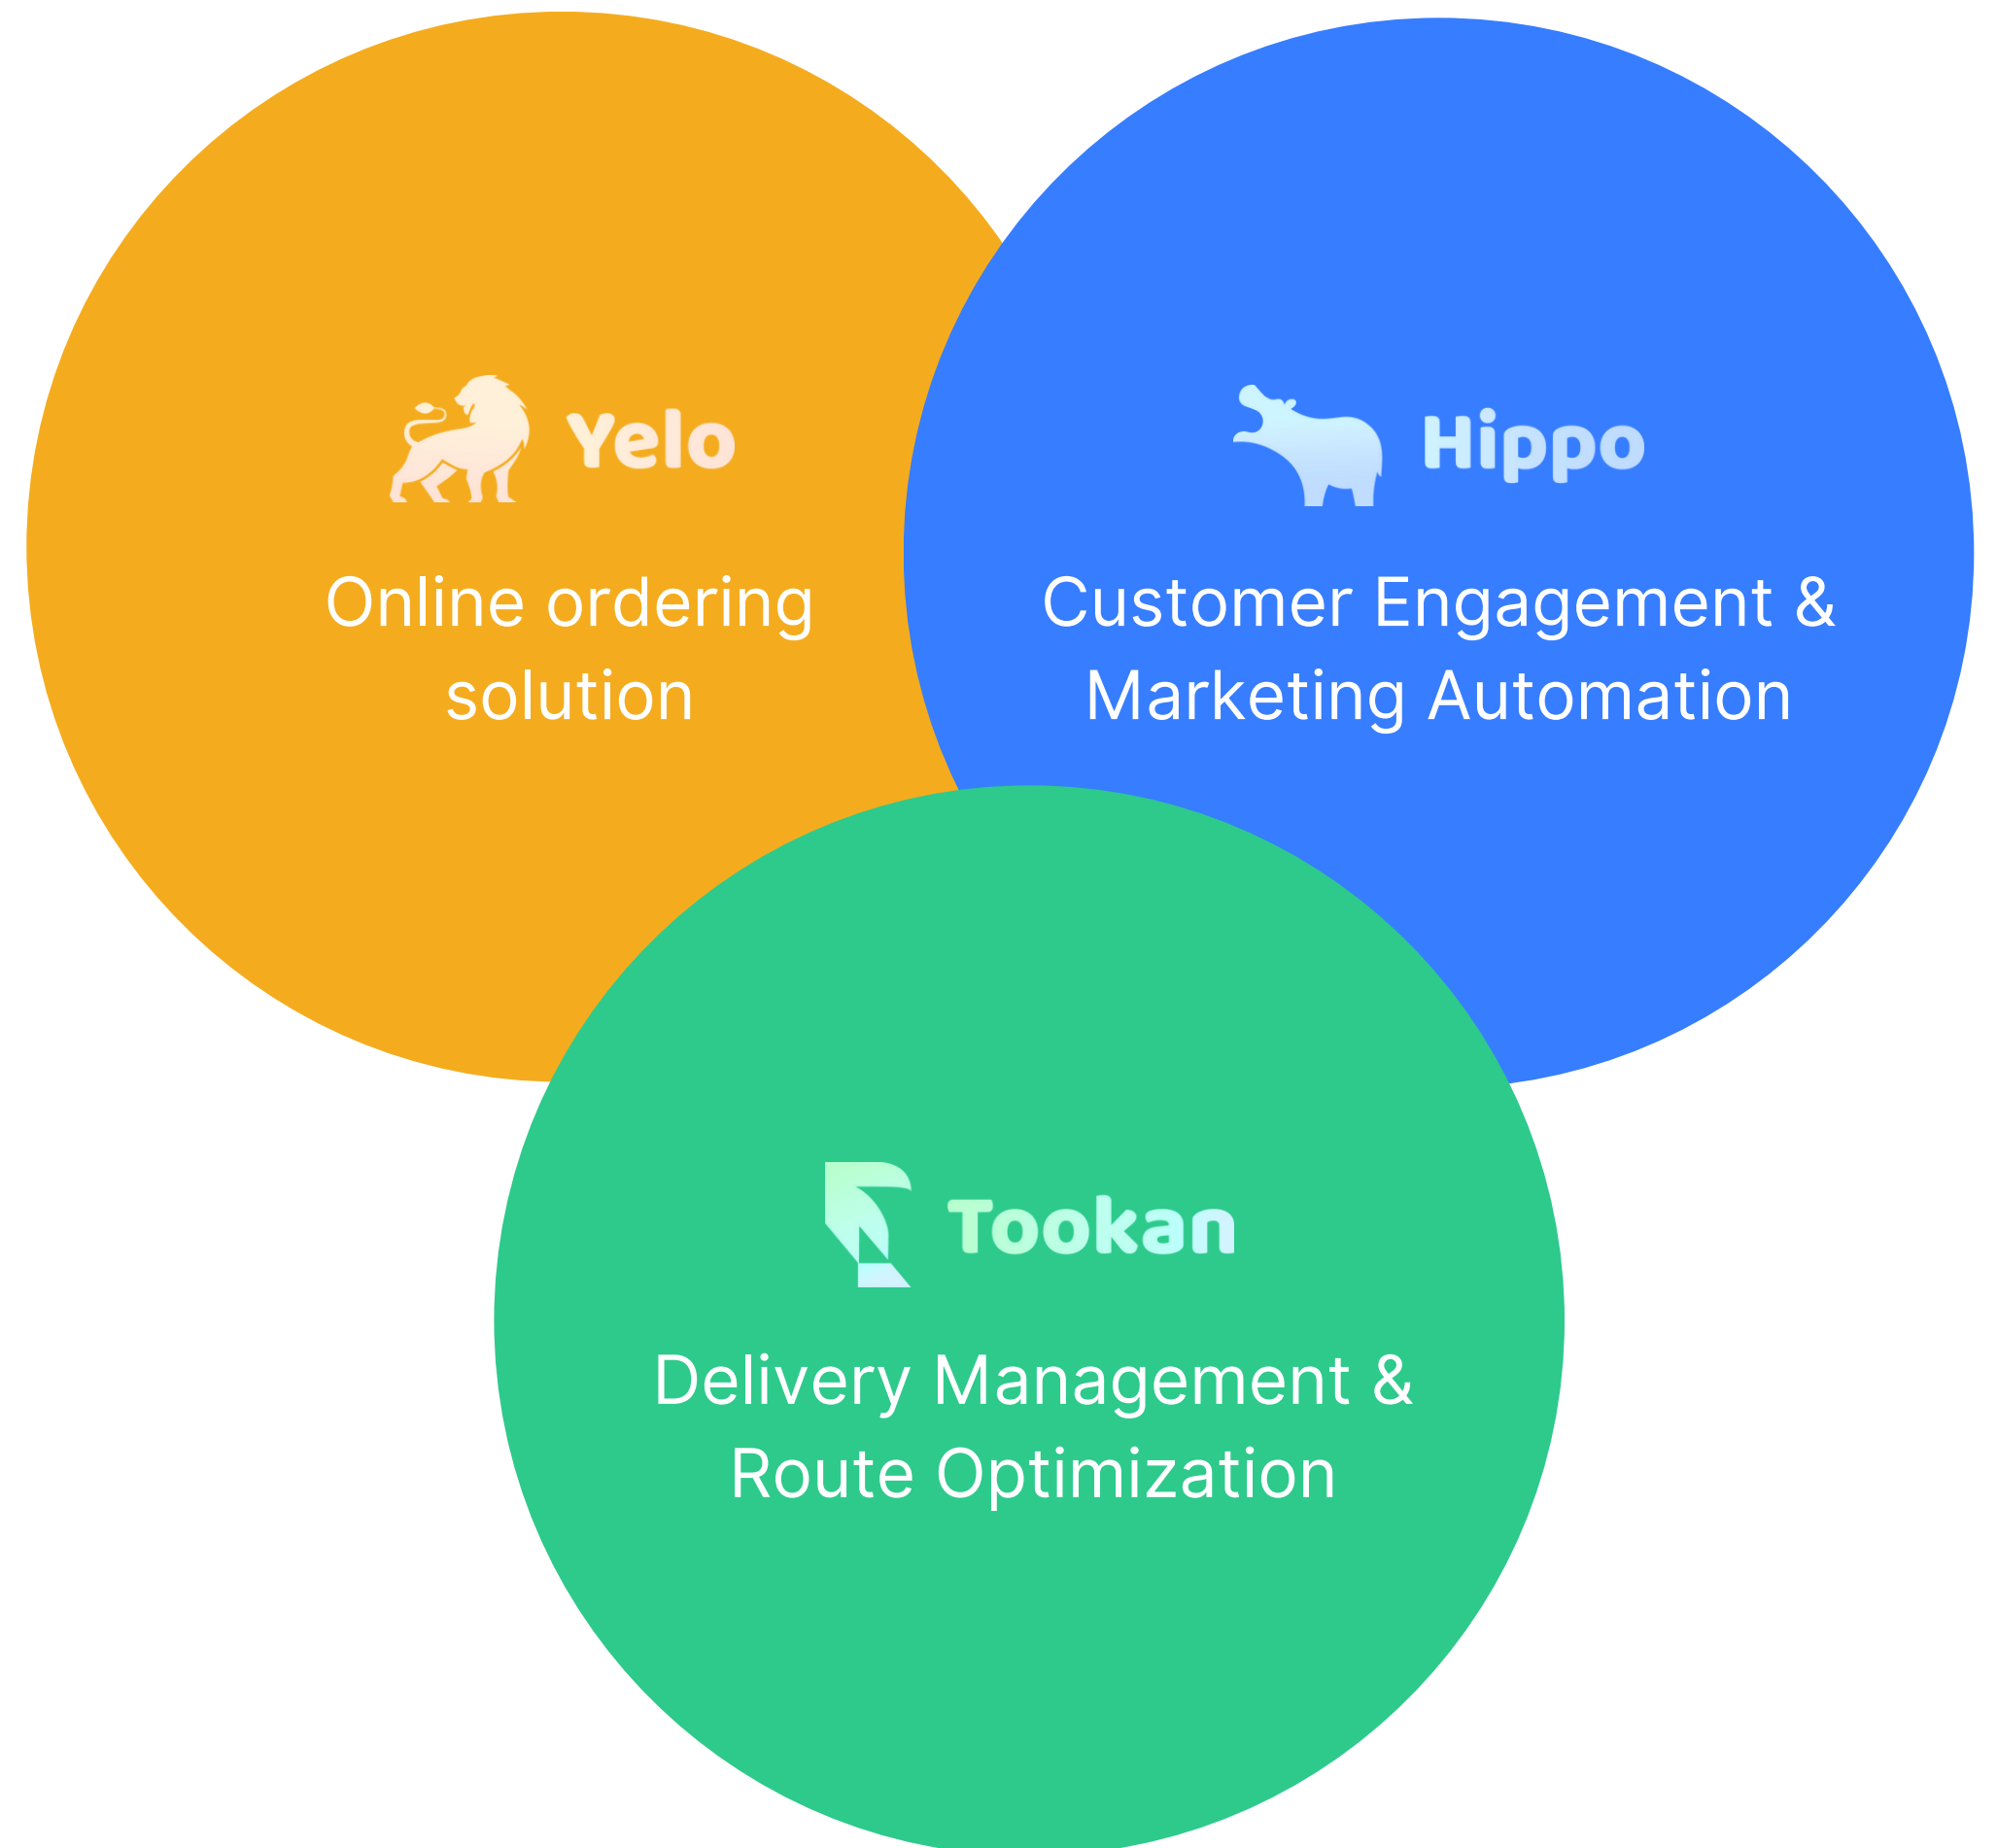 Yelo
Online ordering
solution
Hippo
Customer Engagement &
Marketing Automation
Tookan
Delivery Management &
Route Optimization